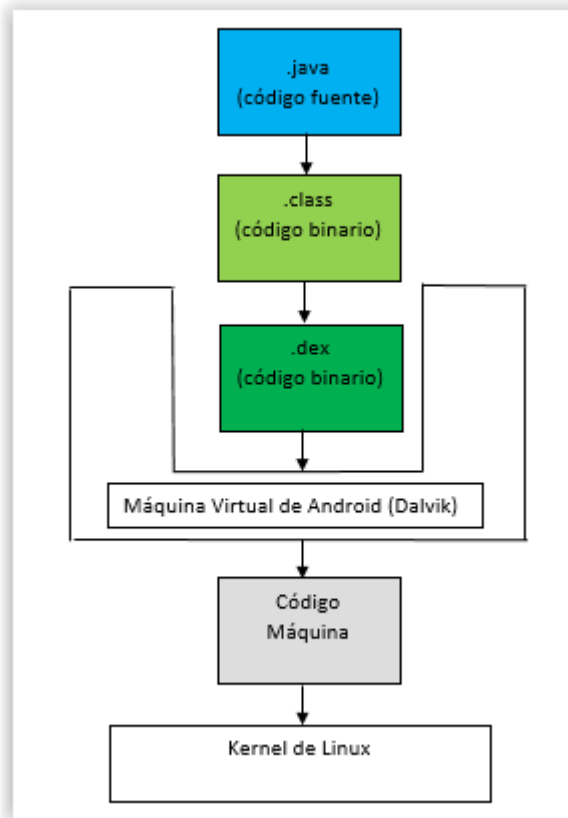 .java
(código fuente)
.class
(código binario)
.dex
(código binario)
Máquina Virtual de Android (Dalvik)
Código
Máquina
Kernel de Linux